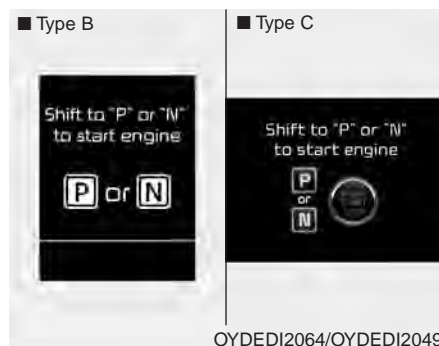 ■ Type B
Shift to "P" or "N"
to start engine
P or N
■ Type C
Shift to "P" or "N"
to start engine
P
or
N
OYDEDI2064/OYDEDI2049